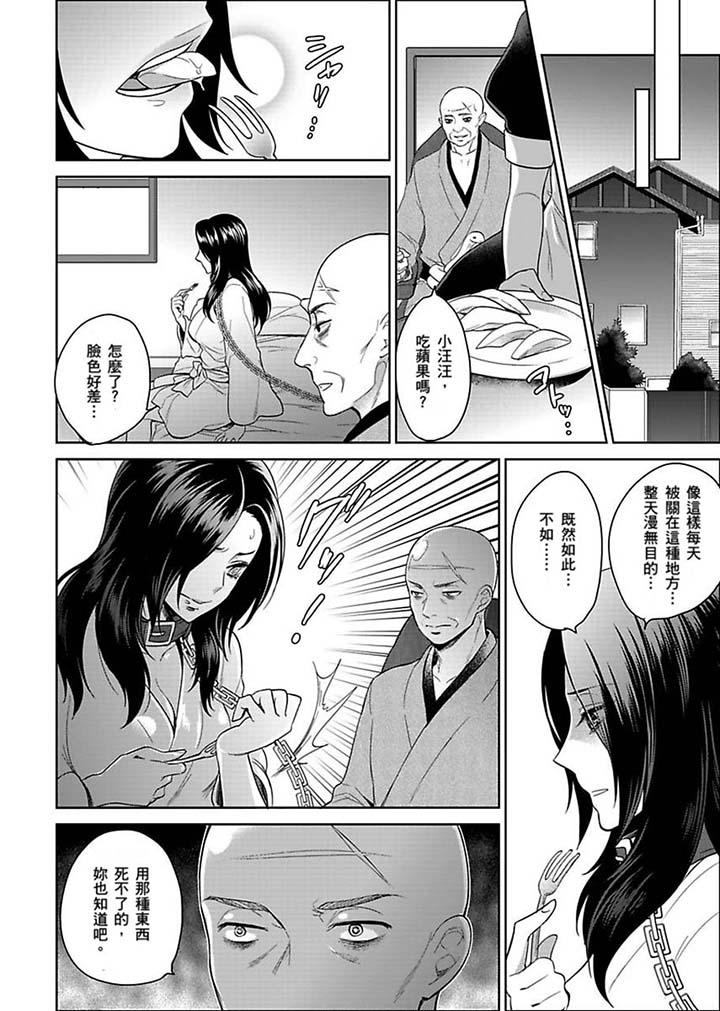 小汪汪，
吃蘋果嗎？
ストッ…
シャリッ…
怎麼了？
臉色好差…
像這樣每天
被關在這種地方…
整天漫無目的…
既然如此…
不如……
用那種東西
死不了的，
妳也知道吧。